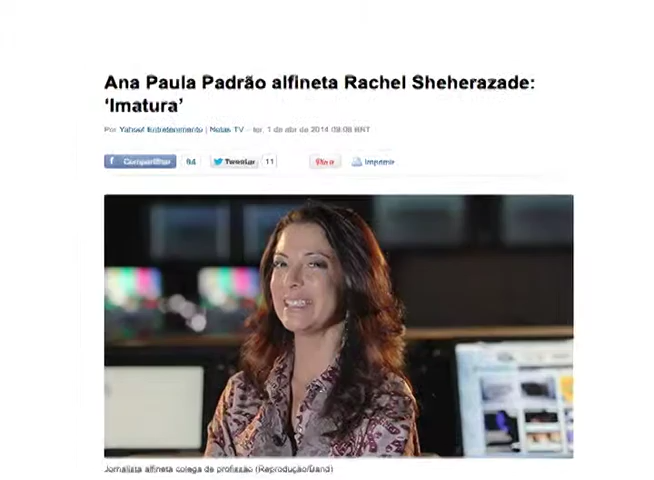 Ana Paula Padrão alfineta Rachel Sheherazade:
‘Imatura’
Por Yahoo! Entretenimento | Notas TV – ter, 1 de abr de 2014 09:08 BRT
Compartilhar 94 Tweetar 11 Pin it Imprimir
Jornalista alfineta colega de profissão (Reprodução/Band)